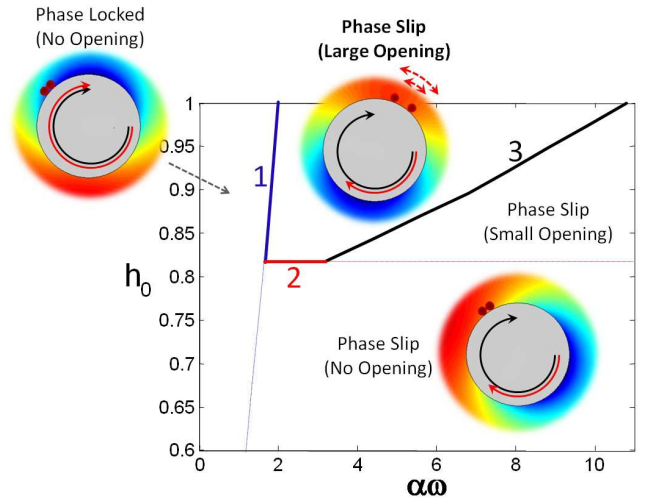 Phase Locked
(No Opening)
Phase Slip
(Large Opening)
1
0.95
0.9
0.85
0.8
0.75
0.7
0.65
0.6
h0
1
2
3
Phase Slip
(Small Opening)
Phase Slip
(No Opening)
0
2
4
6
8
10
αω